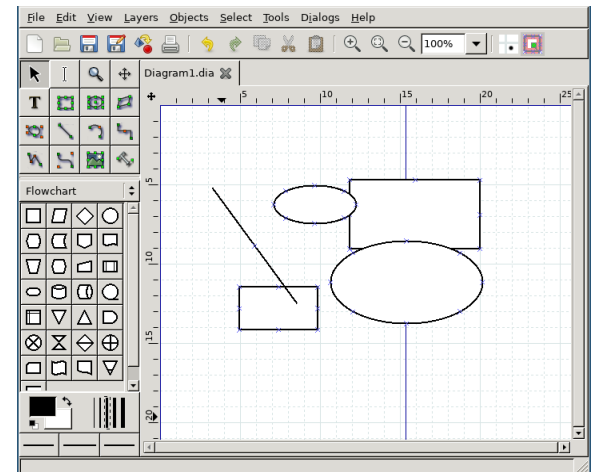 File Edit View Layers Objects Select Tools Dialogs Help
100%
Diagram1.dia
T
5 10 15 20 25
Flowchart
5
10
15
20